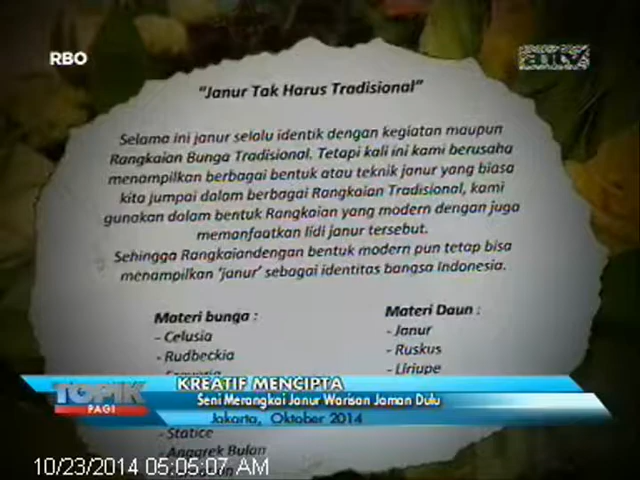 RBO
antv
"Janur Tak Harus Tradisional"
Selama ini janur selalu identik dengan kegiatan maupun
Rangkaian Bunga Tradisional. Tetapi kali ini kami berusaha
menampilkan berbagai bentuk atau teknik janur yang biasa
kita jumpai dalam berbagai Rangkaian Tradisional, kami
gunakan dalam bentuk Rangkaian yang modern dengan juga
memanfaatkan lidi janur tersebut.
Sehingga Rangkaiandengan bentuk modern pun tetap bisa
menampilkan 'janur' sebagai identitas bangsa Indonesia.
Materi bunga :
- Celusia
- Rudbeckia
Materi Daun :
- Janur
- Ruskus
- Liriupe
KREATIF MENCIPTA
TOPIK
PAGI
Seni Merangkai Janur Warisan Jaman Dulu
Jakarta, Oktober 2014
- Statice
- Anggrek Bulan
10/23/2014 05:05:07 AM